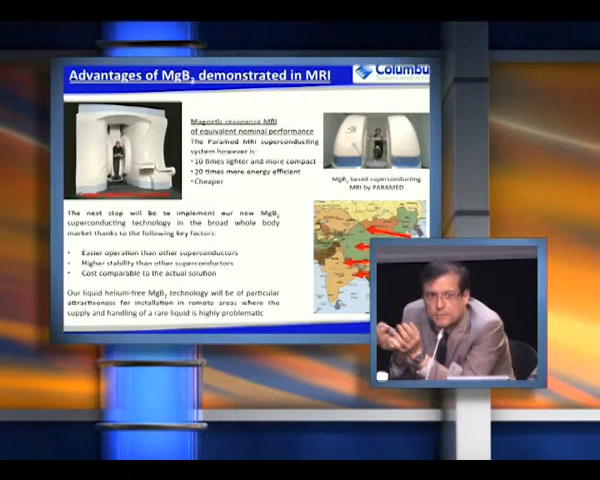 Advantages of MgB2 demonstrated in MRI
Columbu
Magnetic resonance MRI
of equivalent nominal performance
The Paramed MRI superconducting
system however is:
• 10 times lighter and more compact
• 20 times more energy efficient
• Cheaper
MgB2 based superconducting
MRI by PARAMED
The next step will be to implement our new MgB2
superconducting technology in the broad whole body
market thanks to the following key factors:
• Easier operation than other superconductors
• Higher stability than other superconductors
• Cost comparable to the actual solution
Our liquid helium-free MgB2 technology will be of particular
attractiveness for installation in remote areas where the
supply and handling of a rare liquid is highly problematic